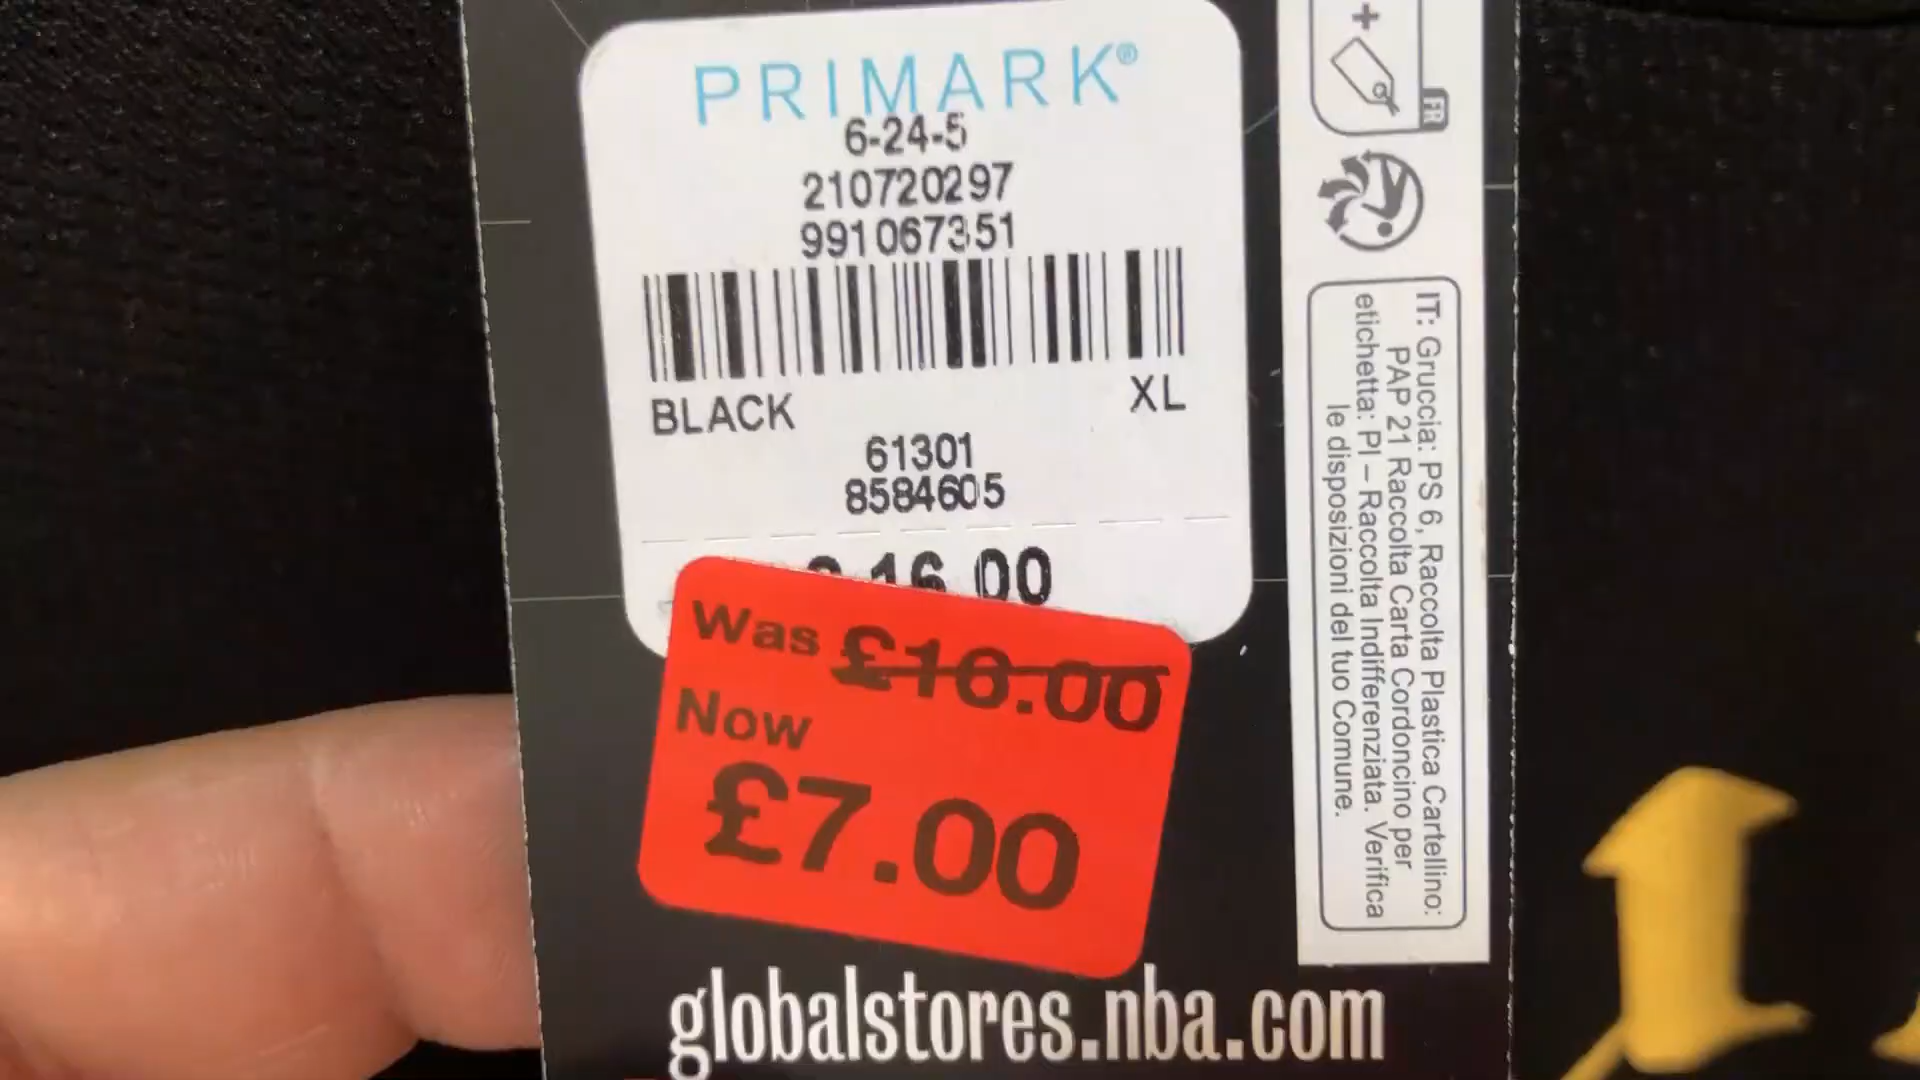 PRIMARK®
6-24-5
210720297
991067351
BLACK XL
61301
8584605
16.00
Was £16.00
Now
£7.00
globalstores.nba.com
+
FR
IT: Gruccia: PS 6, Raccolta Plastica Cartellino:
PAP 21 Raccolta Carta Cordoncino per
etichetta: PI – Raccolta Indifferenziata. Verifica
le disposizioni del tuo Comune.